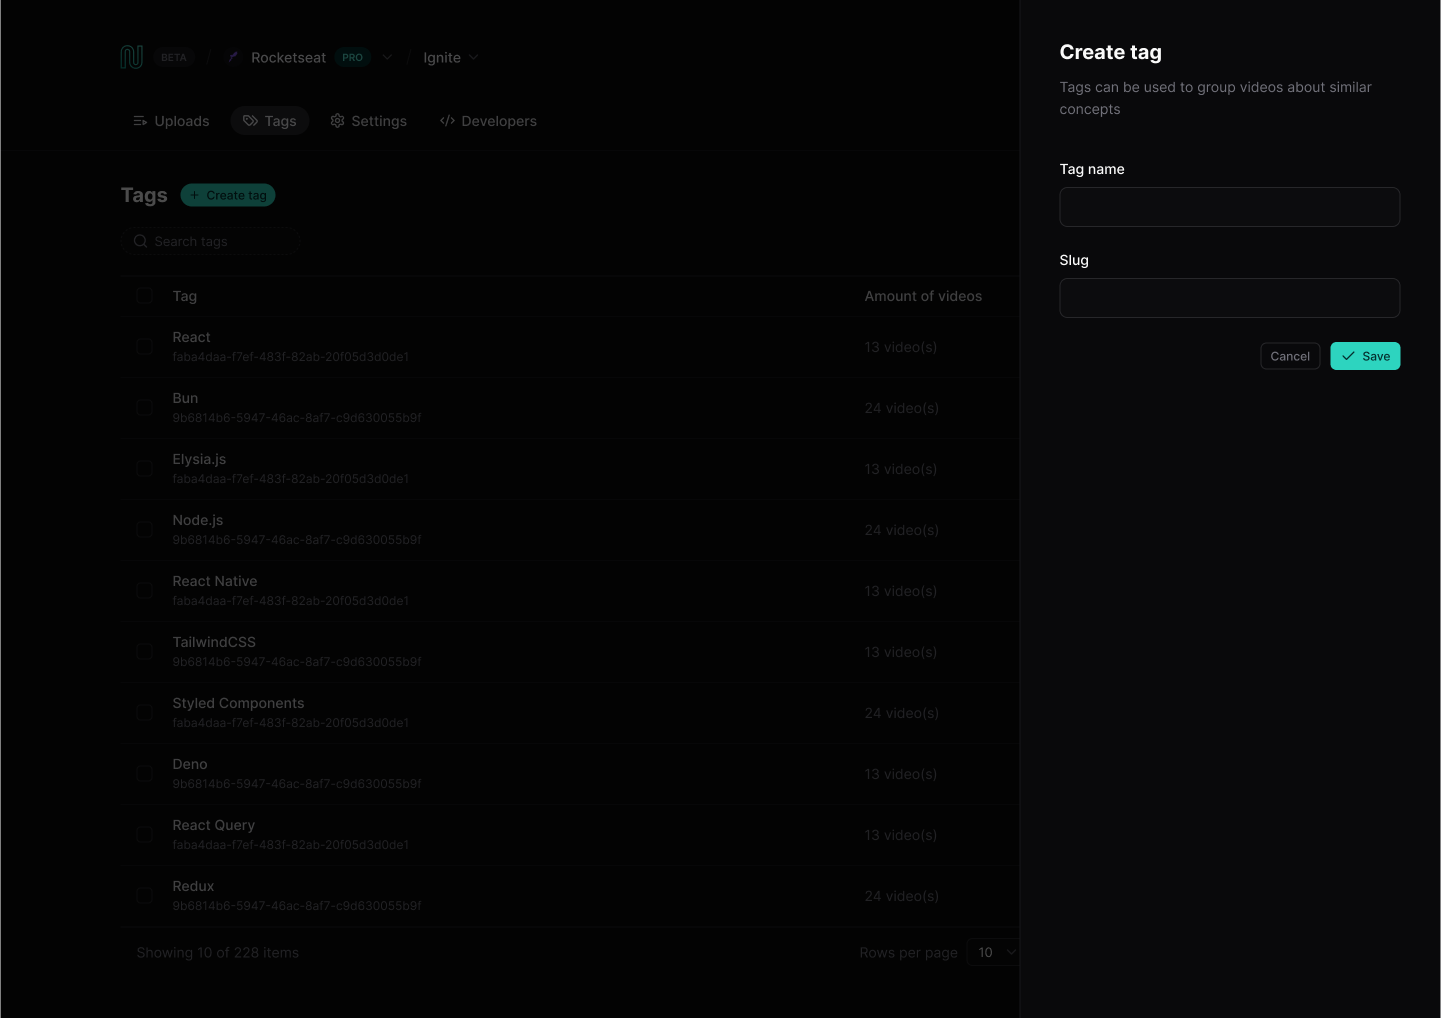 BETA / Rocketseat PRO / Ignite
Uploads Tags Settings Developers
Tags + Create tag
Search tags
Tag Amount of videos
React
faba4daa-f7ef-483f-82ab-20f05d3d0de1
13 video(s)
Bun
9b6814b6-5947-46ac-8af7-c9d630055b9f
24 video(s)
Elysia.js
faba4daa-f7ef-483f-82ab-20f05d3d0de1
13 video(s)
Node.js
9b6814b6-5947-46ac-8af7-c9d630055b9f
24 video(s)
React Native
faba4daa-f7ef-483f-82ab-20f05d3d0de1
13 video(s)
TailwindCSS
9b6814b6-5947-46ac-8af7-c9d630055b9f
13 video(s)
Styled Components
faba4daa-f7ef-483f-82ab-20f05d3d0de1
24 video(s)
Deno
9b6814b6-5947-46ac-8af7-c9d630055b9f
13 video(s)
React Query
faba4daa-f7ef-483f-82ab-20f05d3d0de1
13 video(s)
Redux
9b6814b6-5947-46ac-8af7-c9d630055b9f
24 video(s)
Showing 10 of 228 items
Rows per page 10
Create tag
Tags can be used to group videos about similar
concepts
Tag name
Slug
Cancel Save